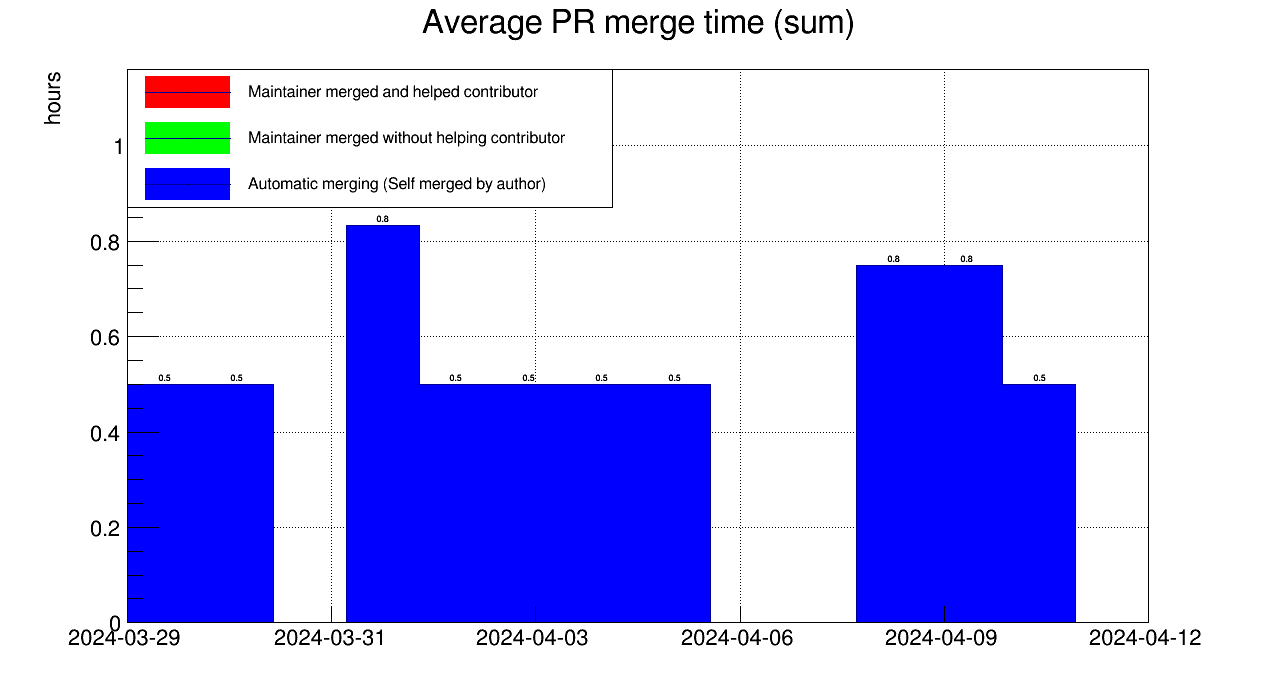 Average PR merge time (sum)
hours
Maintainer merged and helped contributor
Maintainer merged without helping contributor
Automatic merging (Self merged by author)
1
0.8
0.6
0.4
0.2
0
0.8
0.8 0.8
0.5 0.5 0.5 0.5 0.5 0.5 0.5
2024-03-29 2024-03-31 2024-04-03 2024-04-06 2024-04-09 2024-04-12